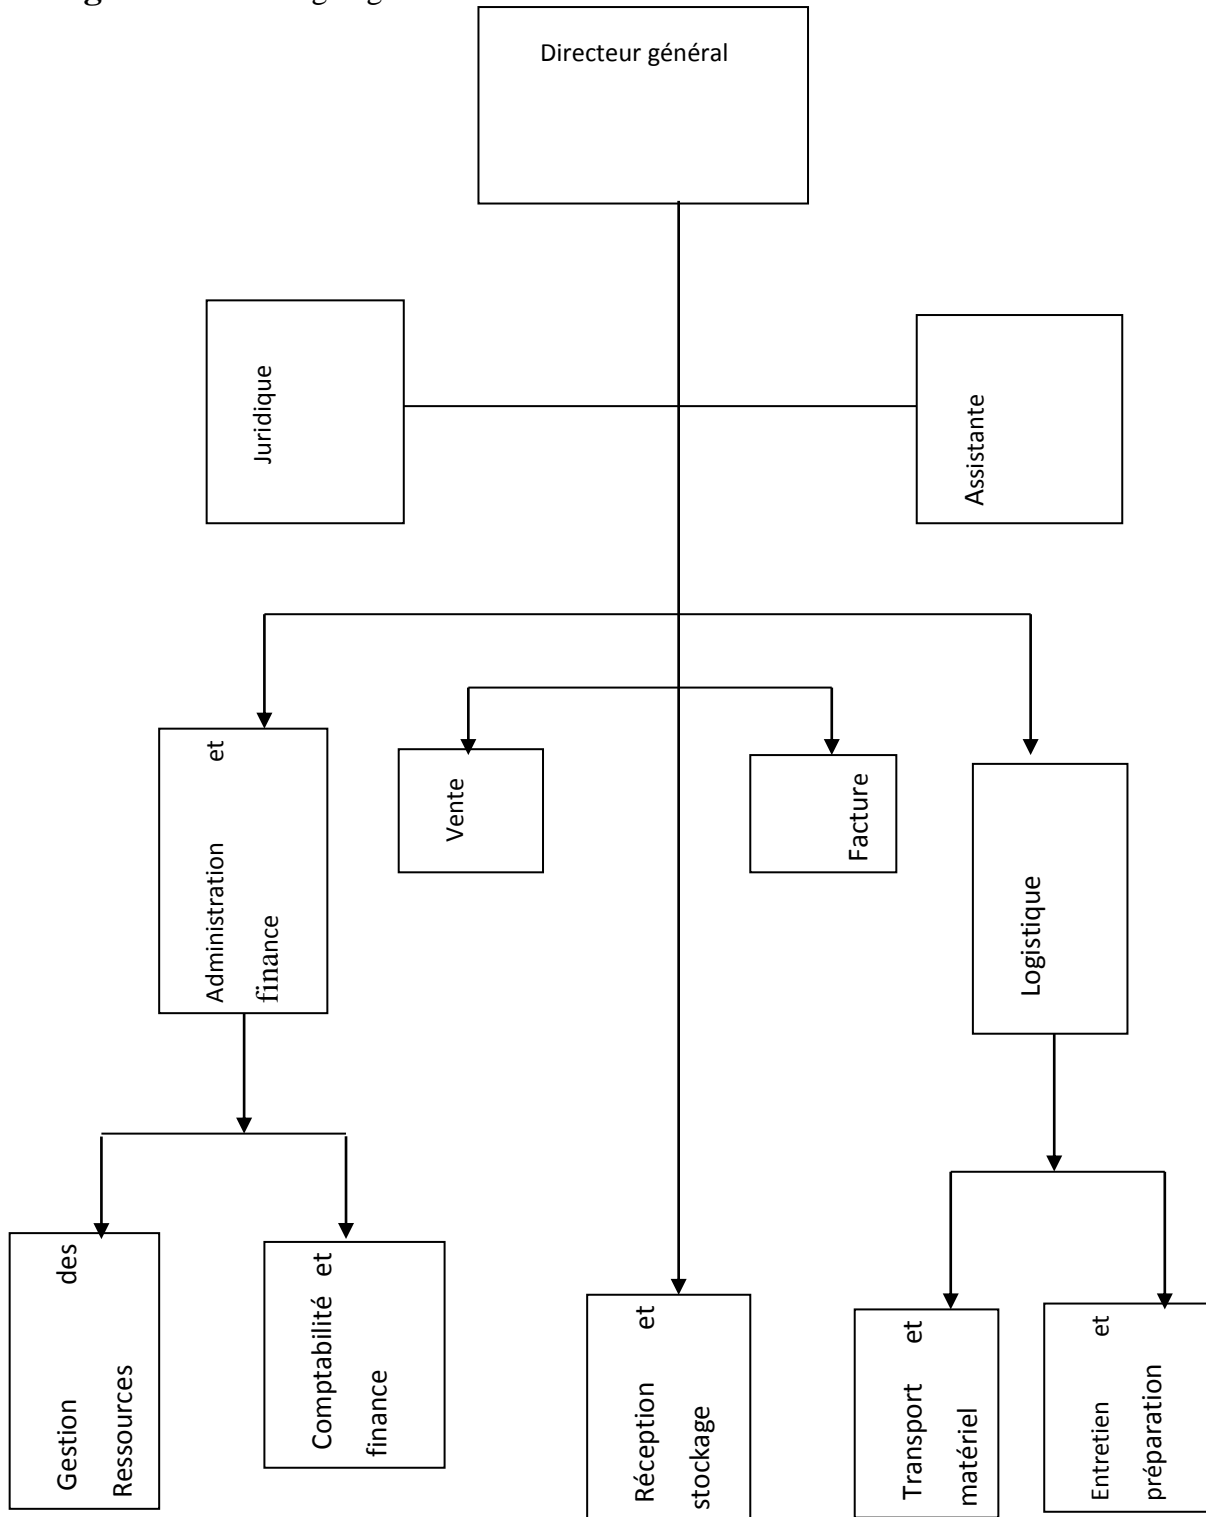 Directeur général
Juridique
Assistante
Administration et
finance
Vente
Facture
Logistique
Gestion des
Ressources
Comptabilité et
finance
Réception et
stockage
Transport et
matériel
Entretien et
préparation